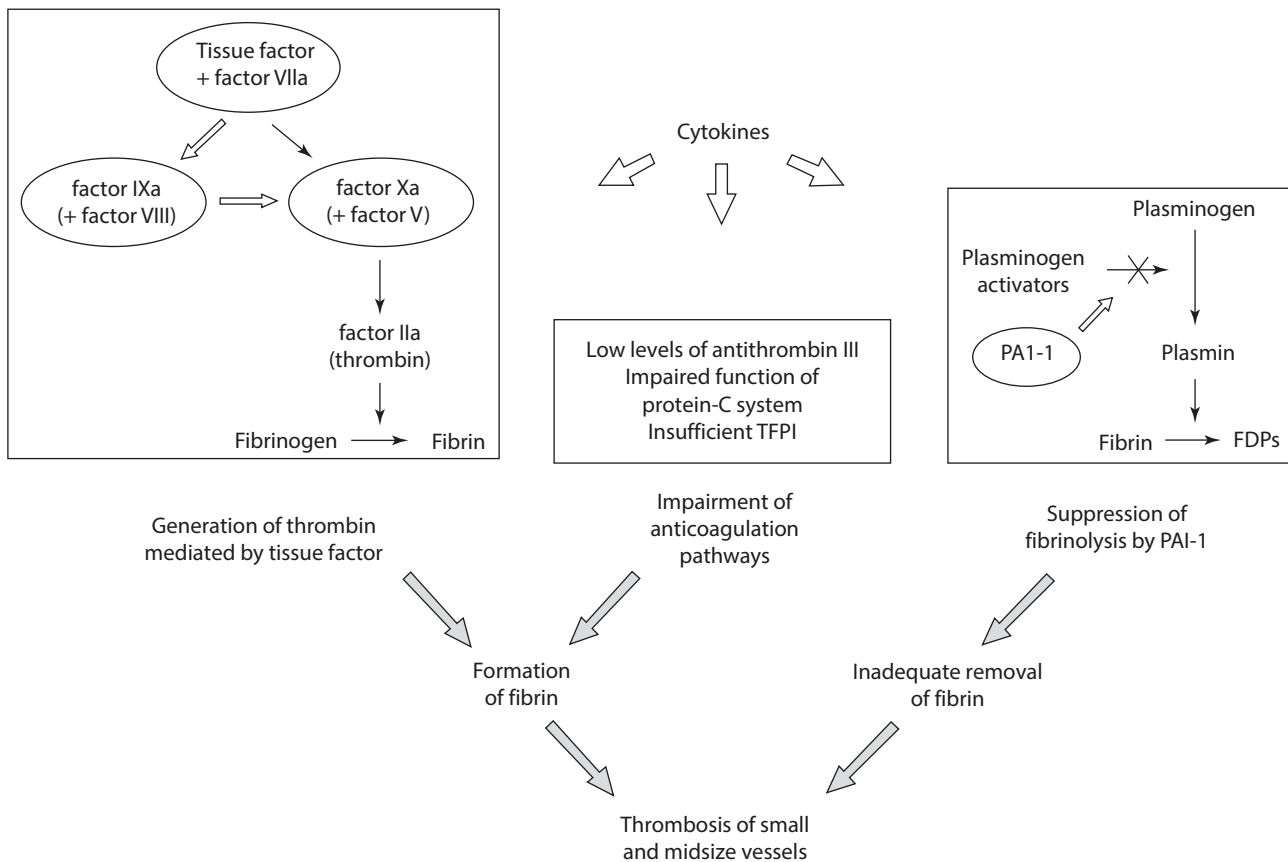 Tissue factor
+ factor VIIa
factor IXa
(+ factor VIII)
factor Xa
(+ factor V)
factor IIa
(thrombin)
Fibrinogen
Fibrin
Generation of thrombin
mediated by tissue factor
Cytokines
Low levels of antithrombin III
Impaired function of
protein-C system
Insufficient TFPI
Impairment of
anticoagulation
pathways
Plasminogen
Plasminogen
activators
PA1-1
Plasmin
Fibrin
FDPs
Suppression of
fibrinolysis by PAI-1
Formation
of fibrin
Inadequate removal
of fibrin
Thrombosis of small
and midsize vessels